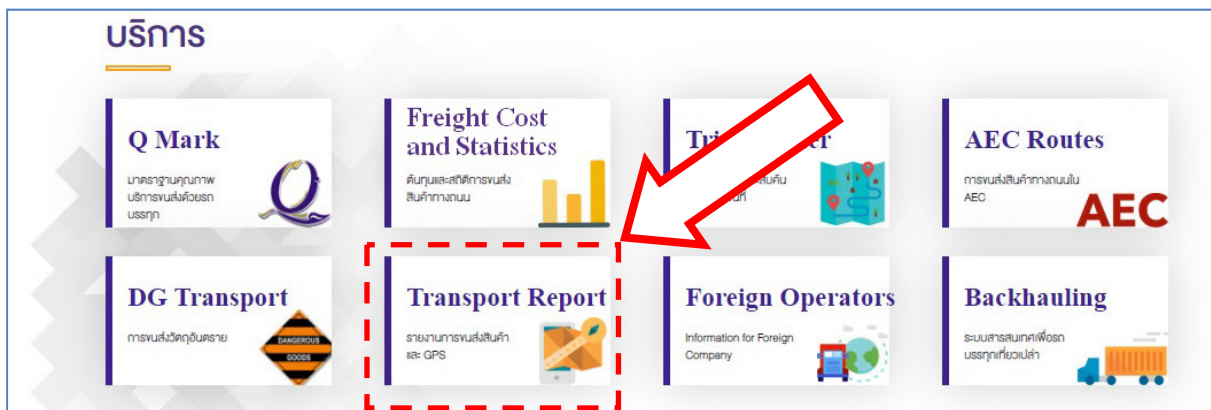 บริการ
Q Mark
มาตราฐานคุณภาพ
บริการขนส่งด้วยรถ
บรรทุก
Freight Cost
and Statistics
ต้นทุนและสถิติการขนส่ง
สินค้าทางถนน
AEC Routes
การขนส่งสินค้าทางถนนใน
AEC
AEC
DG Transport
การขนส่งวัตถุอันตราย
DANGEROUS
GOODS
Transport Report
รายงานการขนส่งสินค้า
และ GPS
Foreign Operators
Information for Foreign
Company
Backhauling
ระบบสารสนเทศเพื่อรถ
บรรทุกเที่ยวเปล่า